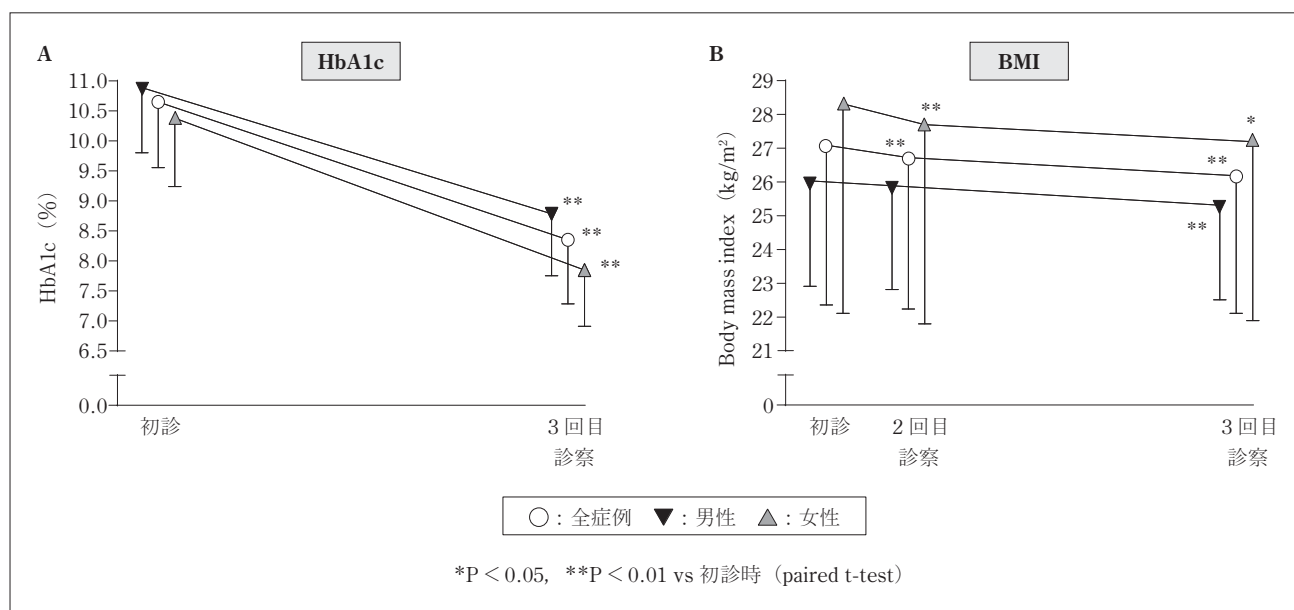 A
HbA1c
HbA1c（%）
11.0
10.5
10.0
9.5
9.0
8.5
8.0
7.5
7.0
6.5
0.0
**
**
**
初診
3回目
診察
B
BMI
Body mass index（kg/m²）
29
28
27
26
25
24
23
22
21
0
**
**
*
**
**
初診
2回目
診察
3回目
診察
○：全症例 ▼：男性 ▲：女性
*P＜0.05, **P＜0.01 vs 初診時（paired t-test）